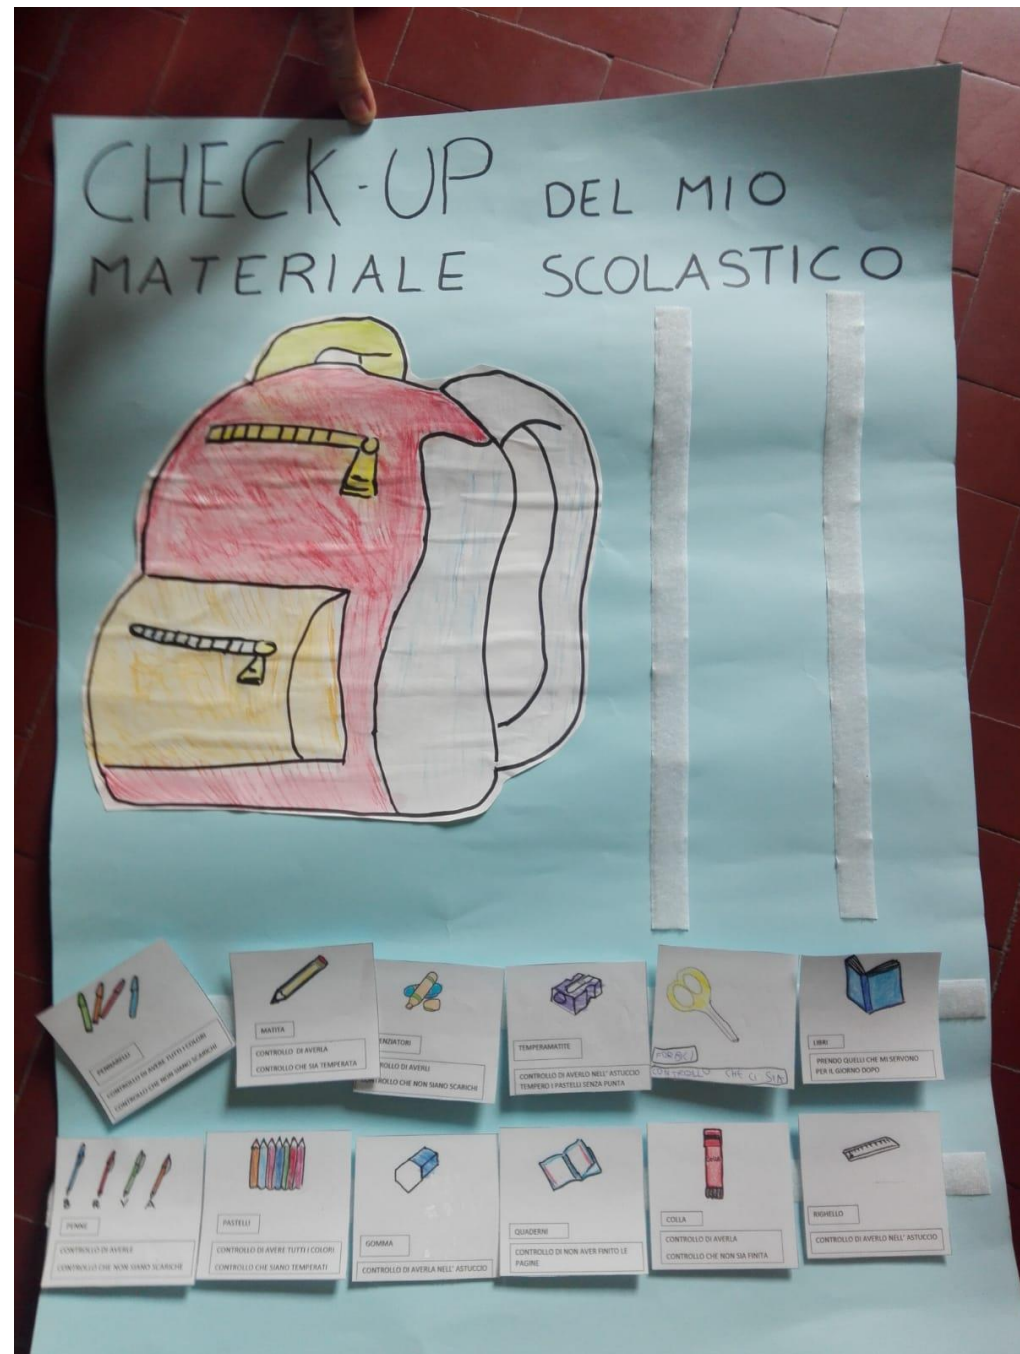 CHECK-UP DEL MIO
MATERIALE SCOLASTICO
PENNARELLI
CONTROLLO DI AVERE TUTTI I COLORI
CONTROLLO CHE NON SIANO SCARICHI
MATITA
CONTROLLO DI AVERLA
CONTROLLO CHE SIA TEMPERATA
ENZIATORI
ROLLO DI AVERLI
NTROLLO CHE NON SIANO SCARICHI
TEMPERAMATITE
CONTROLLO DI AVERLO NELL' ASTUCCIO
TEMPERO I PASTELLI SENZA PUNTA
FORBICI
CONTROLLO CHE CI SIA
LIBRI
PRENDO QUELLI CHE MI SERVONO
PER IL GIORNO DOPO
PENNE
CONTROLLO DI AVERLE
CONTROLLO CHE NON SIANO SCARICHE
PASTELLI
CONTROLLO DI AVERE TUTTI I COLORI
CONTROLLO CHE SIANO TEMPERATI
GOMMA
CONTROLLO DI AVERLA NELL' ASTUCCIO
QUADERNI
CONTROLLO DI NON AVER FINITO LE
PAGINE
COLLA
CONTROLLO DI AVERLA
CONTROLLO CHE NON SIA FINITA
RIGHELLO
CONTROLLO DI AVERLO NELL' ASTUCCIO